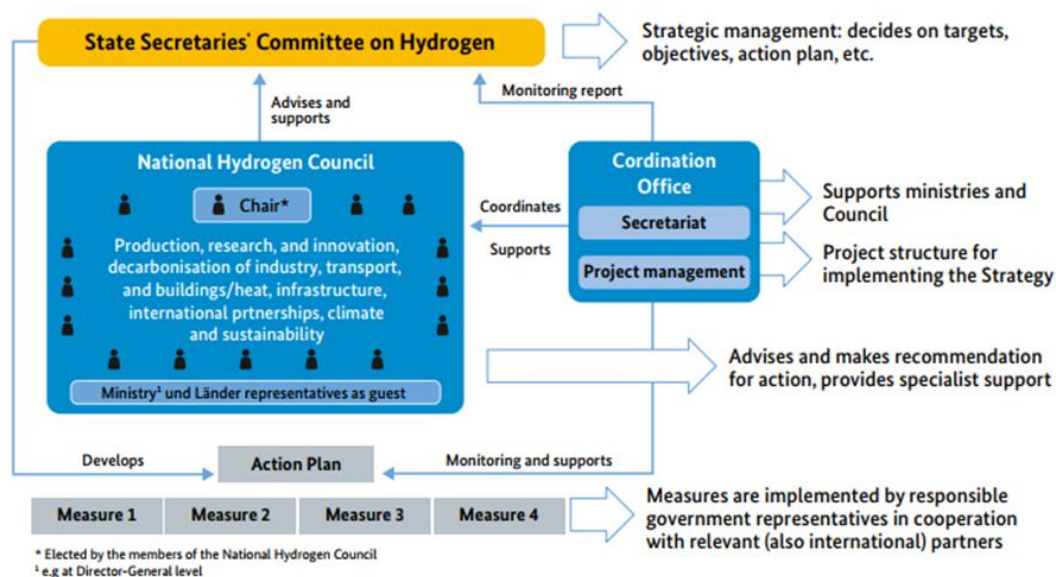 State Secretaries' Committee on Hydrogen
Strategic management: decides on targets,
objectives, action plan, etc.
Advises and
supports
Monitoring report
National Hydrogen Council
Chair*
Production, research, and innovation,
decarbonisation of industry, transport,
and buildings/heat, infrastructure,
international prtnerships, climate
and sustainability
Ministry¹ und Länder representatives as guest
Coordinates
Supports
Cordination
Office
Secretariat
Project management
Supports ministries and
Council
Project structure for
implementing the Strategy
Advises and makes recommendation
for action, provides specialist support
Develops
Action Plan
Monitoring and supports
Measure 1
Measure 2
Measure 3
Measure 4
Measures are implemented by responsible
government representatives in cooperation
with relevant (also international) partners
* Elected by the members of the National Hydrogen Council
¹ e.g at Director-General level